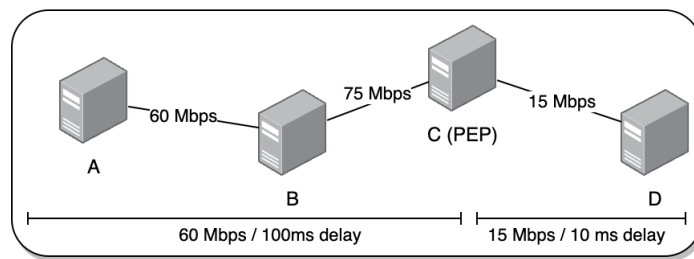 60 Mbps
75 Mbps
15 Mbps
A
B
C (PEP)
D
60 Mbps / 100ms delay
15 Mbps / 10 ms delay